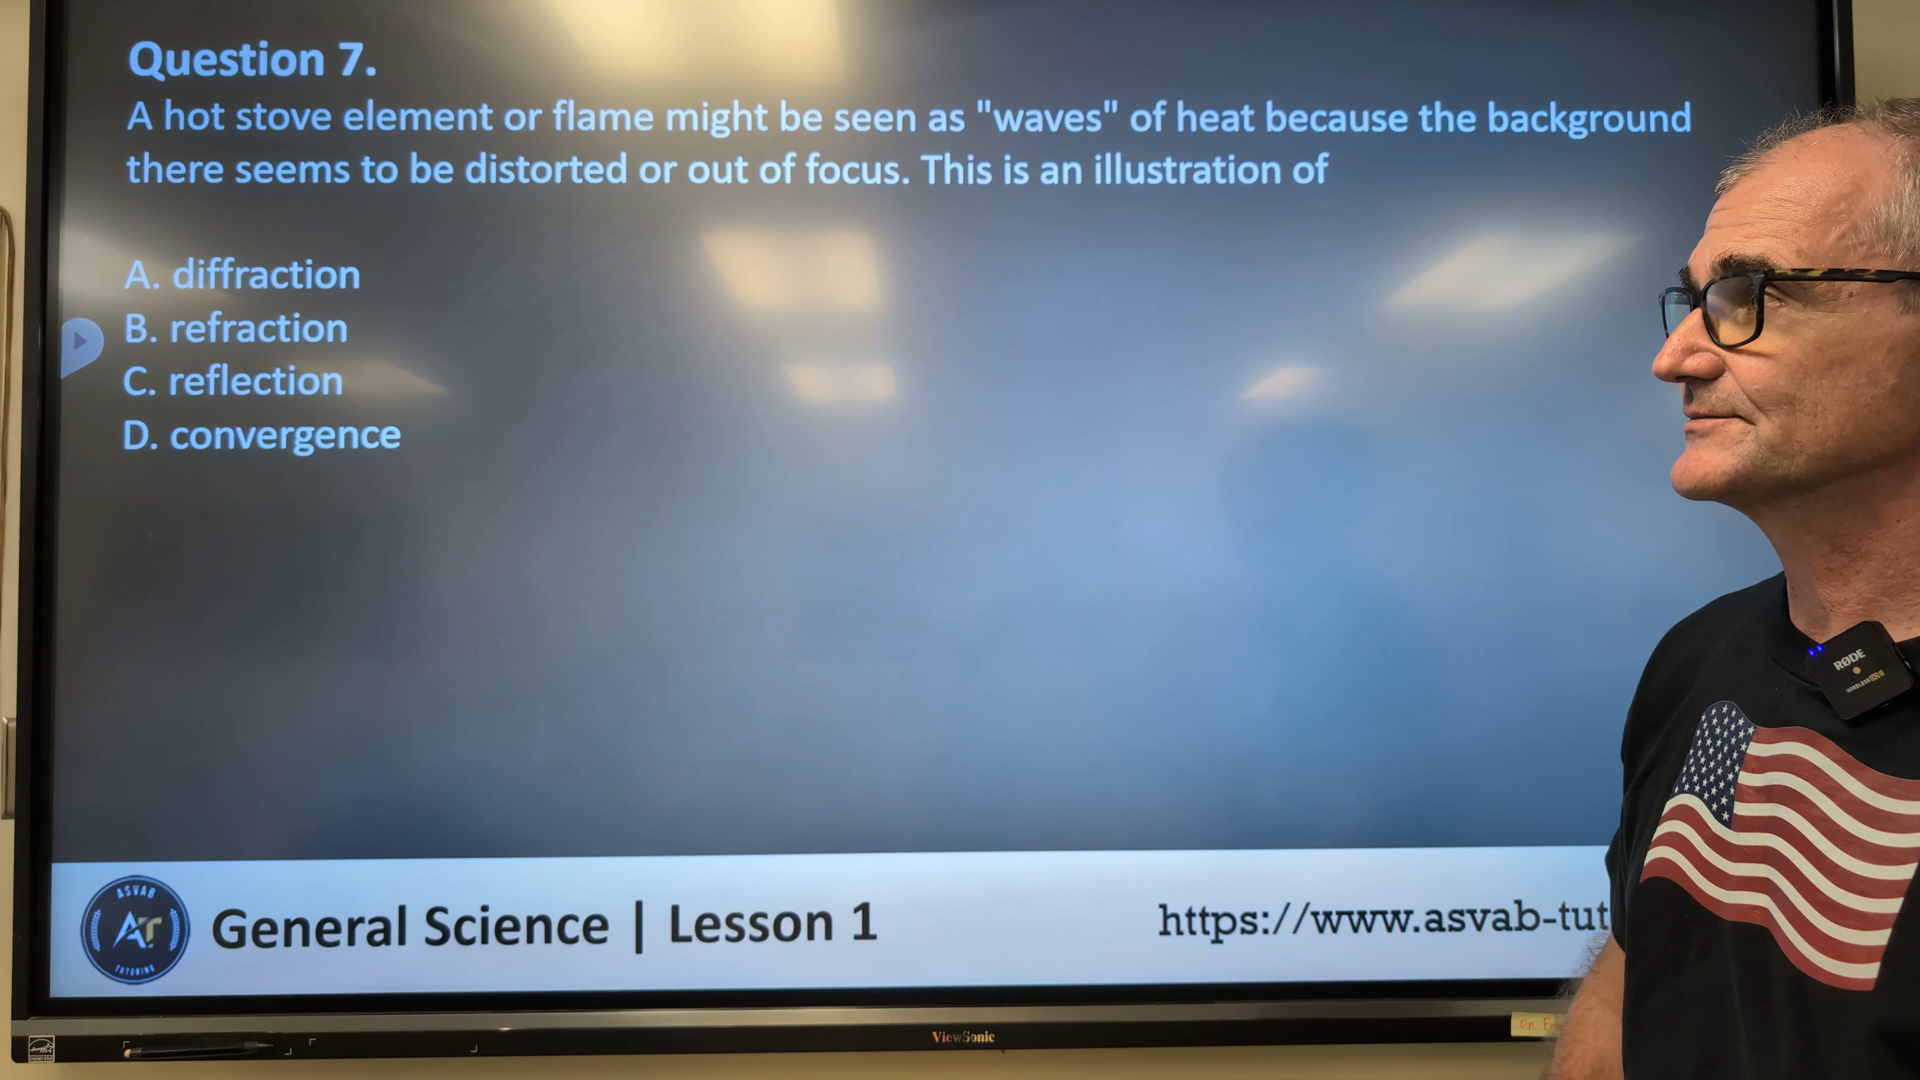 Question 7.
A hot stove element or flame might be seen as "waves" of heat because the background
there seems to be distorted or out of focus. This is an illustration of
A. diffraction
B. refraction
C. reflection
D. convergence
RØDE
WIRELESS
ASVAB
AT
TUTORING
General Science | Lesson 1
https://www.asvab-tut
ViewSonic
On